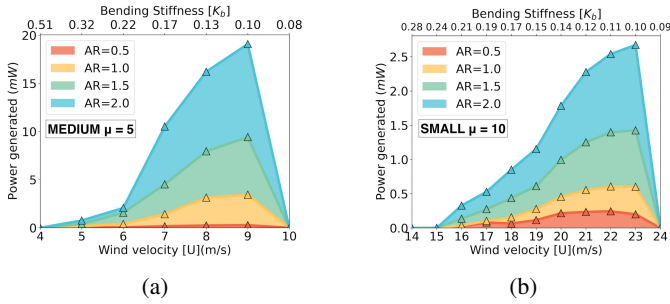 Bending Stiffness [K_b]
0.51 0.32 0.22 0.17 0.13 0.10 0.08
20
15
10
5
0
Power generated (mW)
AR=0.5
AR=1.0
AR=1.5
AR=2.0
MEDIUM μ = 5
4 5 6 7 8 9 10
Wind velocity [U](m/s)
(a)
Bending Stiffness [K_b]
0.28 0.24 0.21 0.19 0.17 0.16 0.14 0.12 0.11 0.10 0.09
2.5
2.0
1.5
1.0
0.5
0.0
Power generated (mW)
AR=0.5
AR=1.0
AR=1.5
AR=2.0
SMALL μ = 10
14 15 16 17 18 19 20 21 22 23 24
Wind velocity [U](m/s)
(b)